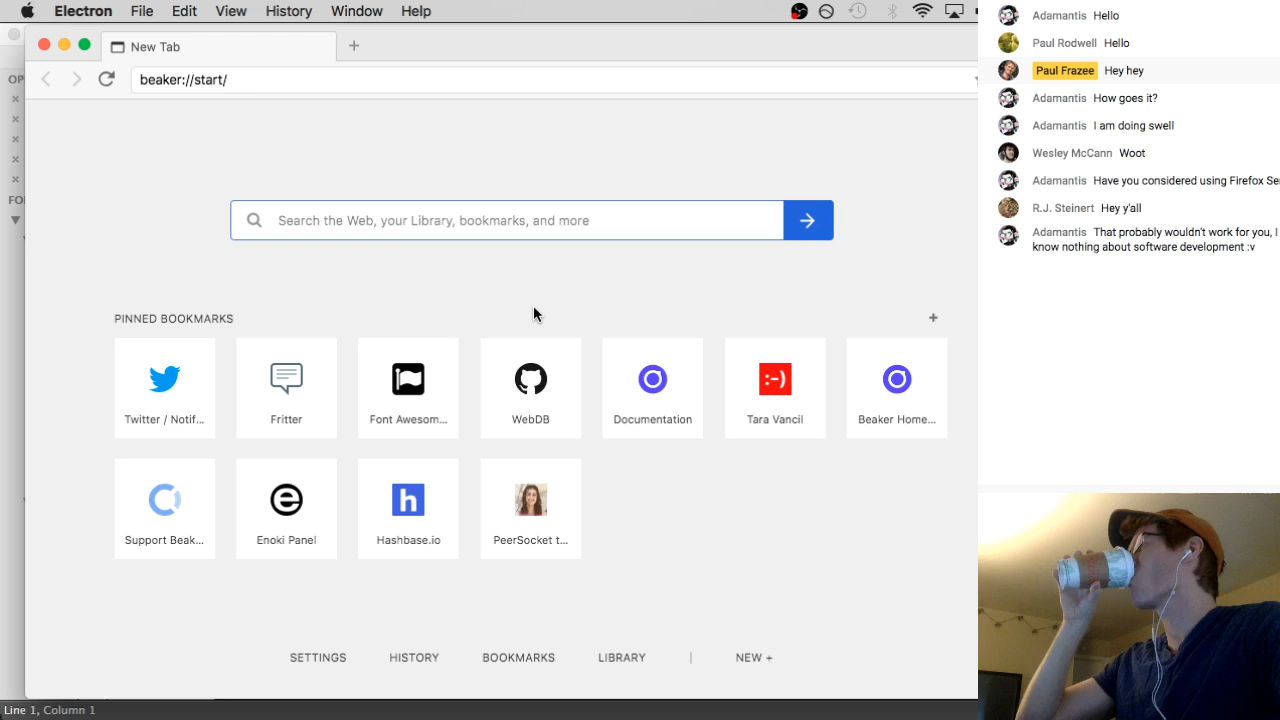 Electron File Edit View History Window Help
New Tab
beaker://start/
OP
FO
Search the Web, your Library, bookmarks, and more
PINNED BOOKMARKS
Twitter / Notif...
Fritter
Font Awesom...
WebDB
Documentation
:-)
Tara Vancil
Beaker Home...
Support Beak...
e
Enoki Panel
h
Hashbase.io
PeerSocket t...
SETTINGS HISTORY BOOKMARKS LIBRARY | NEW +
Line 1, Column 1
Adamantis Hello
Paul Rodwell Hello
Paul Frazee Hey hey
Adamantis How goes it?
Adamantis I am doing swell
Wesley McCann Woot
Adamantis Have you considered using Firefox Se
R.J. Steinert Hey y'all
Adamantis That probably wouldn't work for you, I
know nothing about software development :v